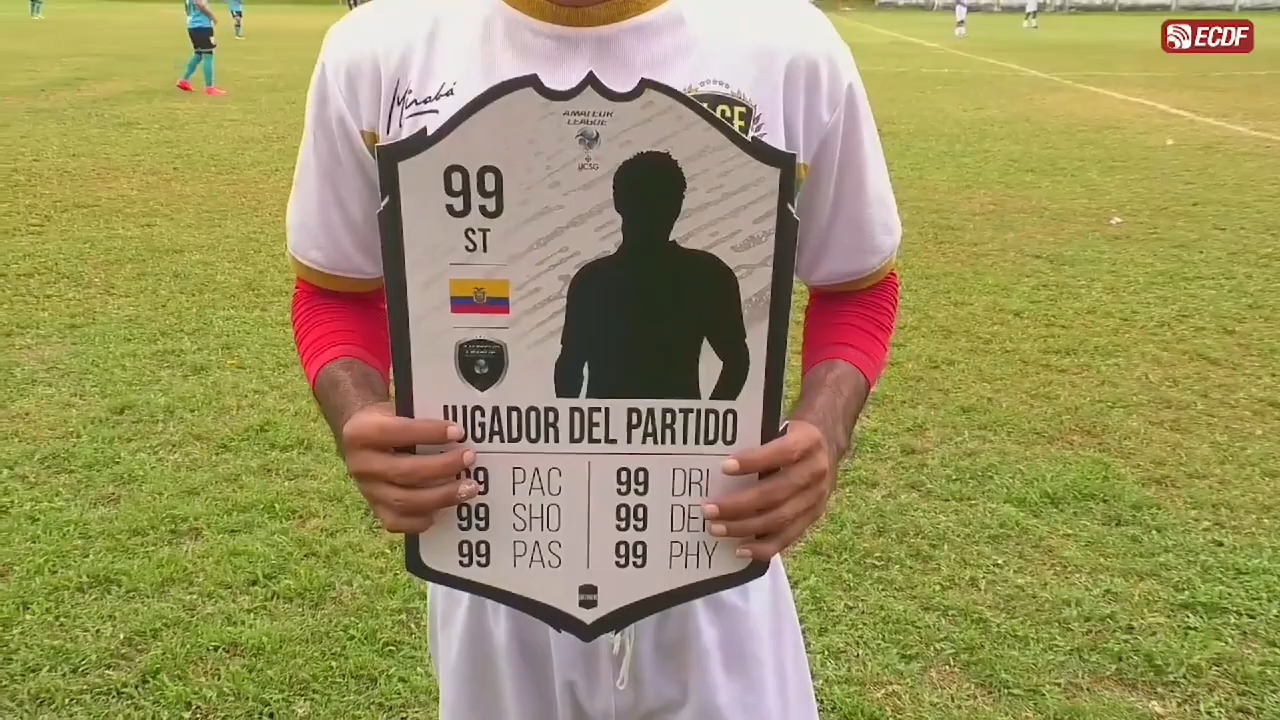 ECDF
Mirabá
AMATEUR
LEAGUE
UCSG
99
ST
JUGADOR DEL PARTIDO
99 PAC 99 DRI
99 SHO 99 DEF
99 PAS 99 PHY